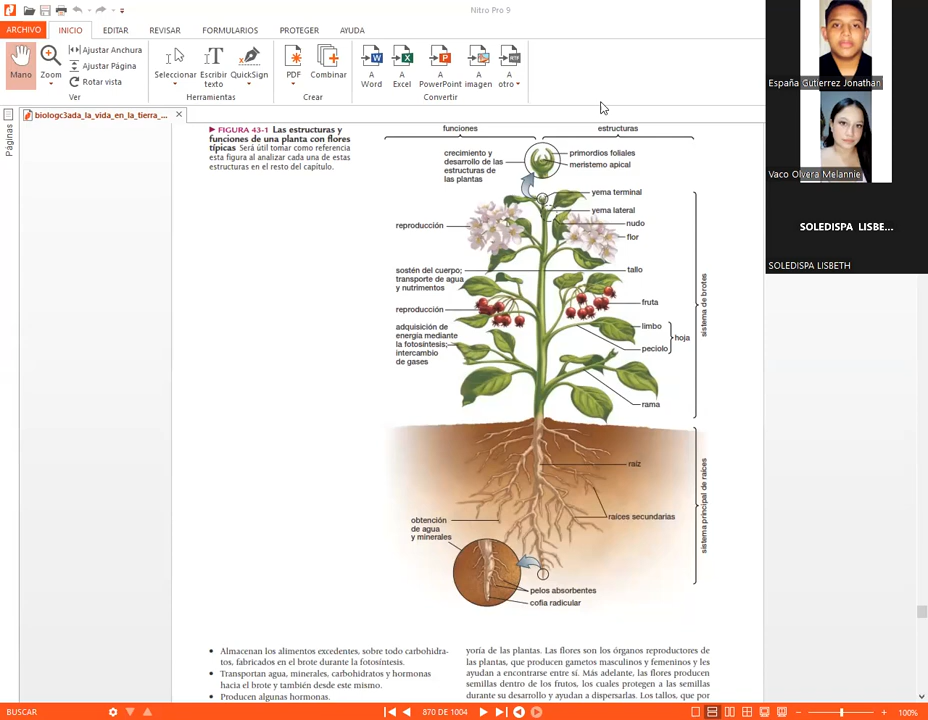 Nitro Pro 9
ARCHIVO INICIO EDITAR REVISAR FORMULARIOS PROTEGER AYUDA
Mano
Zoom
Ajustar Anchura
Ajustar Página
Rotar vista
Ver
Seleccionar
Escribir texto
QuickSign
Herramientas
PDF
Combinar
Crear
A Word
A Excel
A PowerPoint
A imagen
A otro
Convertir
Páginas
biologc3ada_la_vida_en_la_tierra_...
España Gutierrez Jonathan
Vaco Olvera Melannie
SOLEDISPA LISBE...
SOLEDISPA LISBETH
FIGURA 43-1 Las estructuras y
funciones de una planta con flores
típicas Será útil tomar como referencia
esta figura al analizar cada una de estas
estructuras en el resto del capítulo.
funciones
estructuras
crecimiento y
desarrollo de las
estructuras de
las plantas
primordios foliales
meristemo apical
yema terminal
yema lateral
nudo
flor
reproducción
sostén del cuerpo;
transporte de agua
y nutrimentos
tallo
reproducción
fruta
adquisición de
energía mediante
la fotosíntesis;
intercambio
de gases
limbo
peciolo
hoja
rama
sistema de brotes
raíz
raíces secundarias
sistema principal de raíces
obtención
de agua
y minerales
pelos absorbentes
cofia radicular
• Almacenan los alimentos excedentes, sobre todo carbohidra-
tos, fabricados en el brote durante la fotosíntesis.
• Transportan agua, minerales, carbohidratos y hormonas
hacia el brote y también desde este mismo.
• Producen algunas hormonas.
yoría de las plantas. Las flores son los órganos reproductores de
las plantas, que producen gametos masculinos y femeninos y les
ayudan a encontrarse entre sí. Más adelante, las flores producen
semillas dentro de los frutos, los cuales protegen a las semillas
durante su desarrollo y ayudan a dispersarlas. Los tallos, que por
BUSCAR
870 DE 1004
100%